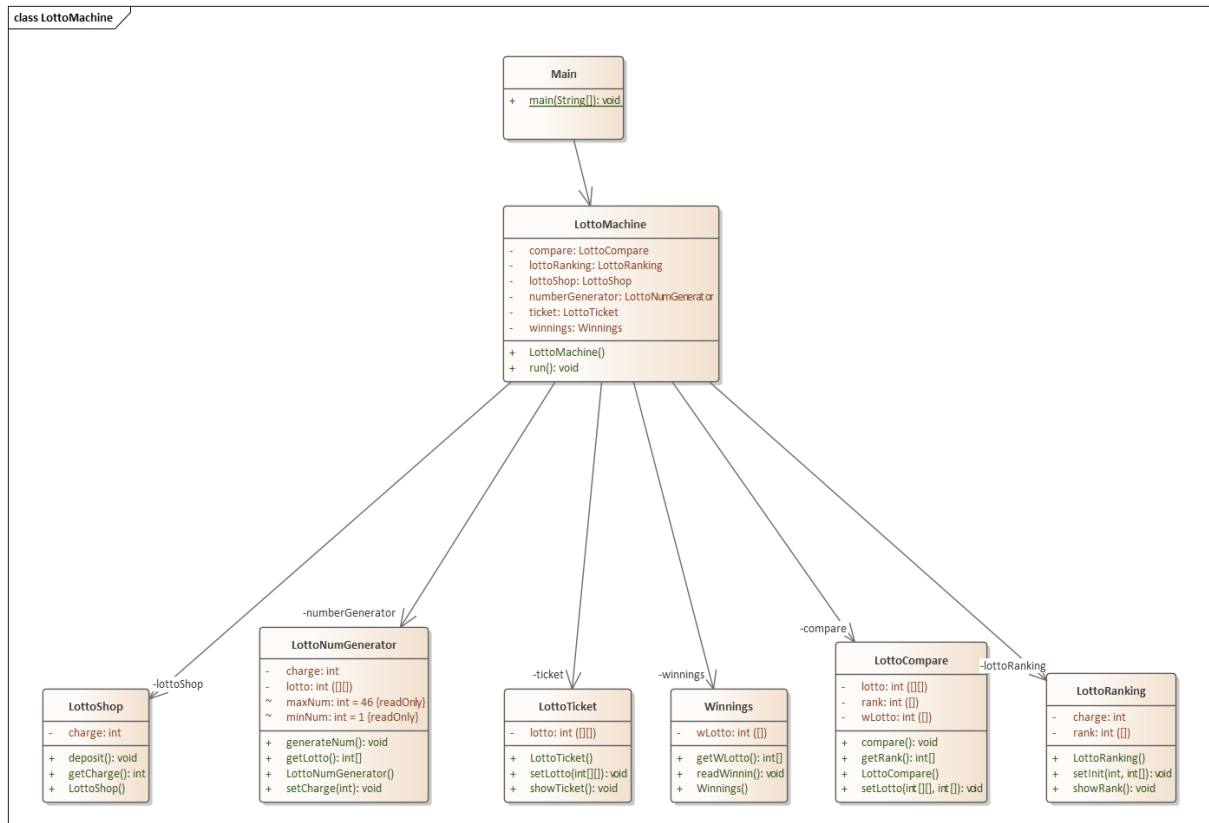 class LottoMachine
Main
+ main(String[]): void
LottoMachine
- compare: LottoCompare
- lottoRanking: LottoRanking
- lottoShop: LottoShop
- numberGenerator: LottoNumGenerator
- ticket: LottoTicket
- winnings: Winnings
+ LottoMachine()
+ run(): void
-lottoShop
LottoShop
- charge: int
+ deposit(): void
+ getCharge(): int
+ LottoShop()
-numberGenerator
LottoNumGenerator
- charge: int
- lotto: int ([][])
~ maxNum: int = 46 {readOnly}
~ minNum: int = 1 {readOnly}
+ generateNum(): void
+ getLotto(): int[]
+ LottoNumGenerator()
+ setCharge(int): void
-ticket
LottoTicket
- lotto: int ([][])
+ LottoTicket()
+ setLotto(int[][]): void
+ showTicket(): void
-winnings
Winnings
- wLotto: int ([])
+ getWLotto(): int[]
+ readWinnin(): void
+ Winnings()
-compare
LottoCompare
- lotto: int ([][])
- rank: int ([])
- wLotto: int ([])
+ compare(): void
+ getRank(): int[]
+ LottoCompare()
+ setLotto(int[][], int[]): void
-lottoRanking
LottoRanking
- charge: int
- rank: int ([])
+ LottoRanking()
+ setInit(int, int[]): void
+ showRank(): void